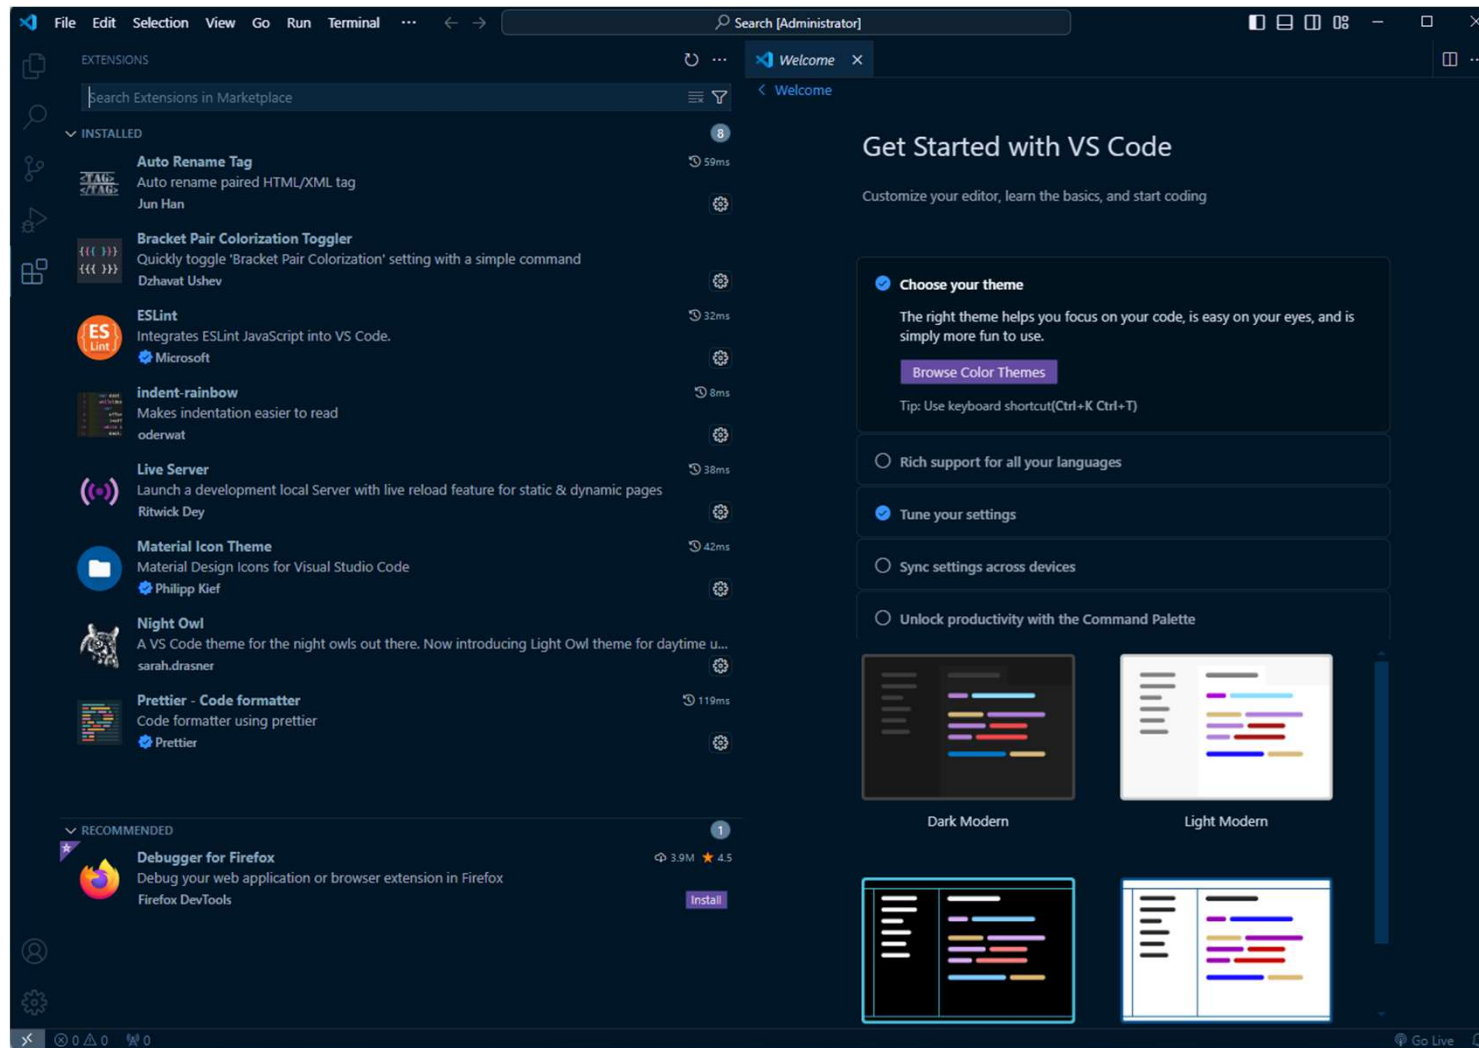 File Edit Selection View Go Run Terminal ··· Search [Administrator]
EXTENSIONS
Search Extensions in Marketplace
INSTALLED 8
Auto Rename Tag 59ms
Auto rename paired HTML/XML tag
Jun Han
Bracket Pair Colorization Toggler
Quickly toggle 'Bracket Pair Colorization' setting with a simple command
Dzhavat Ushev
ESLint 32ms
Integrates ESLint JavaScript into VS Code.
Microsoft
indent-rainbow 8ms
Makes indentation easier to read
oderwat
Live Server 38ms
Launch a development local Server with live reload feature for static & dynamic pages
Ritwick Dey
Material Icon Theme 42ms
Material Design Icons for Visual Studio Code
Philipp Kief
Night Owl
A VS Code theme for the night owls out there. Now introducing Light Owl theme for daytime u...
sarah.drasner
Prettier - Code formatter 119ms
Code formatter using prettier
Prettier
RECOMMENDED 1
Debugger for Firefox 3.9M 4.5
Debug your web application or browser extension in Firefox
Firefox DevTools Install
Welcome
Welcome
Get Started with VS Code
Customize your editor, learn the basics, and start coding
Choose your theme
The right theme helps you focus on your code, is easy on your eyes, and is
simply more fun to use.
Browse Color Themes
Tip: Use keyboard shortcut(Ctrl+K Ctrl+T)
Rich support for all your languages
Tune your settings
Sync settings across devices
Unlock productivity with the Command Palette
Dark Modern Light Modern
0 0 0 Go Live
<TAG>
</TAG>
{{{ }}}
{{{ }}}
{ES}
Lint